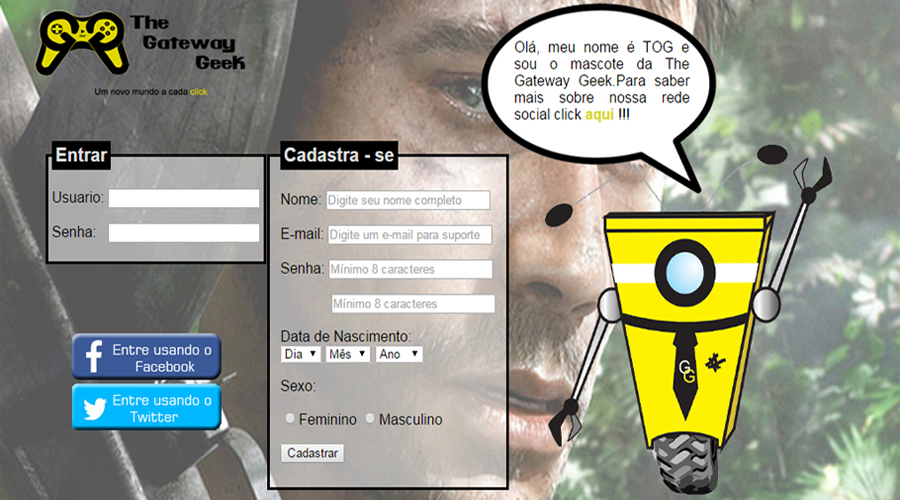 The
Gateway
Geek
Um novo mundo a cada click
Olá, meu nome é TOG e
sou o mascote da The
Gateway Geek.Para saber
mais sobre nossa rede
social click aqui !!!
Entrar
Usuario:
Senha:
Entre usando o
Facebook
Entre usando o
Twitter
Cadastra - se
Nome: Digite seu nome completo
E-mail: Digite um e-mail para suporte
Senha: Mínimo 8 caracteres
Mínimo 8 caracteres
Data de Nascimento:
Dia Mês Ano
Sexo:
Feminino Masculino
Cadastrar
G
G